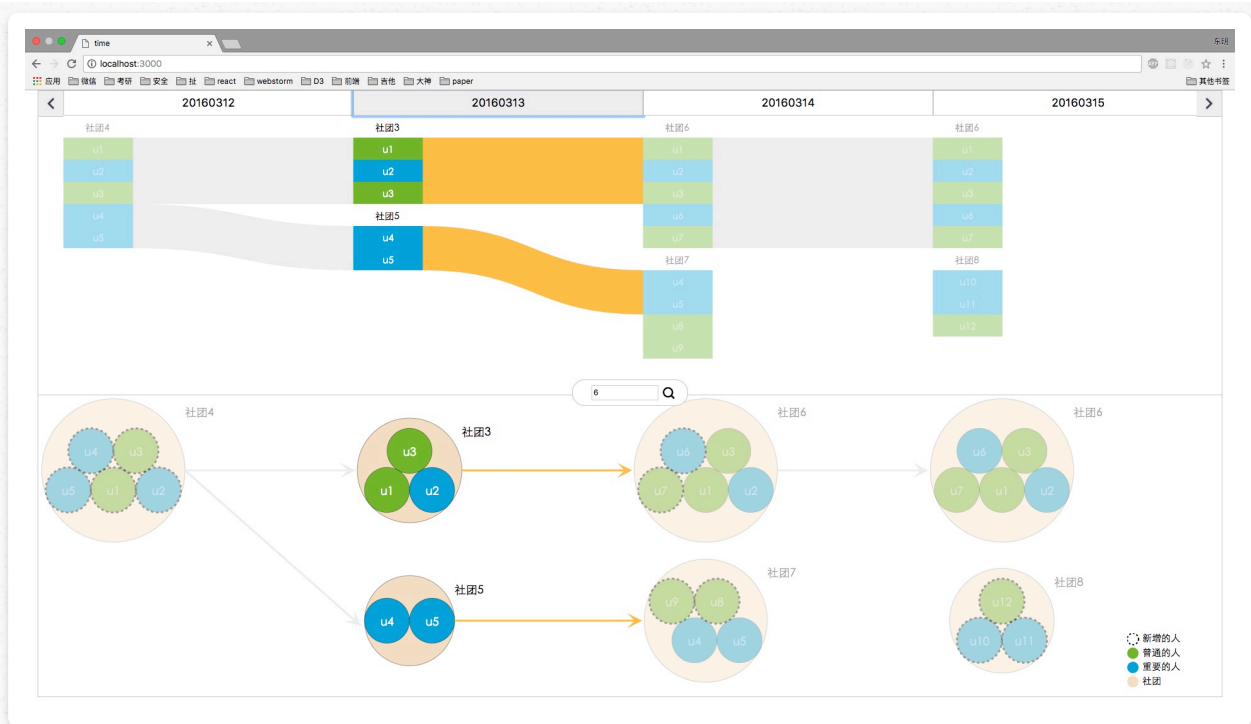 time
东玥
localhost:3000
应用 微信 考研 安全 扯 react webstorm D3 前端 吉他 大神 paper 其他书签
20160312 20160313 20160314 20160315
社团4 社团3 社团6 社团6
u1 u1 u1 u1
u2 u2 u2 u2
u3 u3 u3 u3
u4 社团5 u6 u6
u5 u4 u7 u7
u5 社团7 社团8
u4 u10
u5 u11
u8 u12
u9
6
社团4 社团6 社团6
社团3
u4 u3 u3 u6 u3 u6 u3
u5 u1 u2 u1 u2 u7 u1 u2 u7 u1 u2
社团7
社团5 社团8
u9 u8 u12
u4 u5 u4 u5 u10 u11
新增的人
普通的人
重要的人
社团